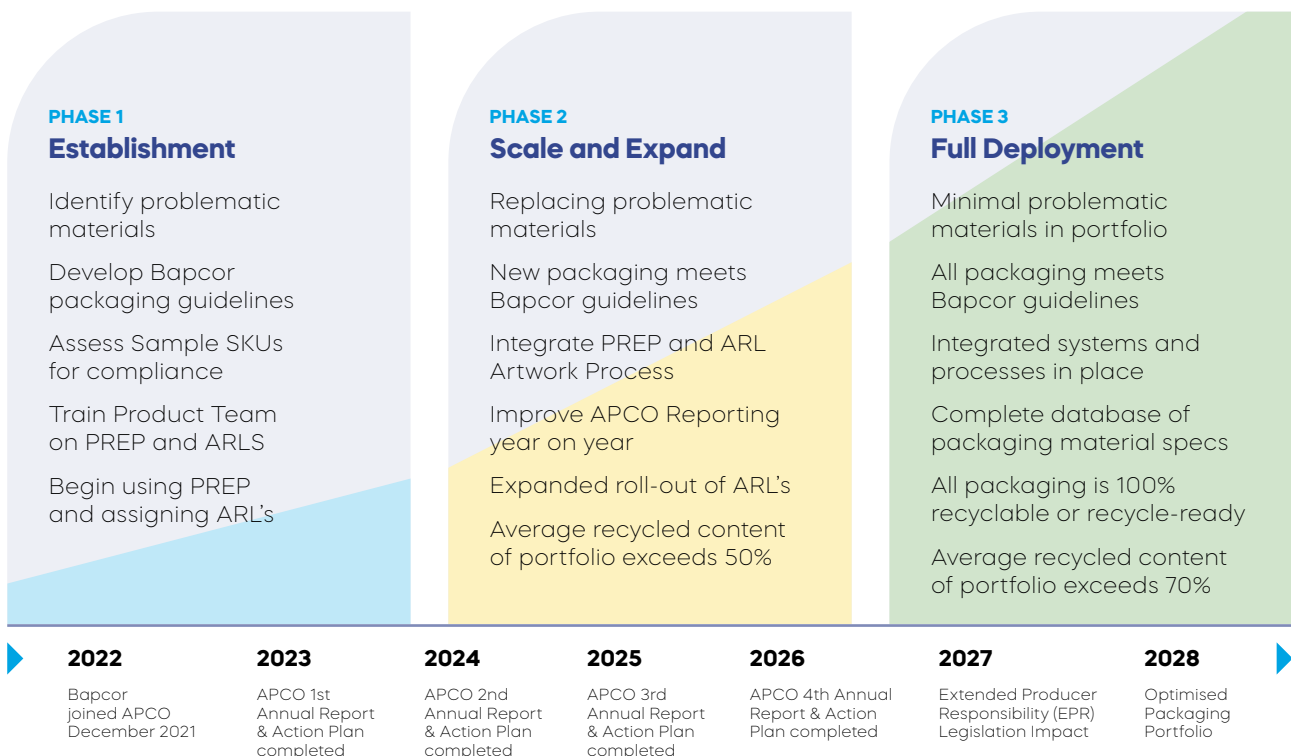 PHASE 1
Establishment
Identify problematic
materials
Develop Bapcor
packaging guidelines
Assess Sample SKUs
for compliance
Train Product Team
on PREP and ARLS
Begin using PREP
and assigning ARL’s
PHASE 2
Scale and Expand
Replacing problematic
materials
New packaging meets
Bapcor guidelines
Integrate PREP and ARL
Artwork Process
Improve APCO Reporting
year on year
Expanded roll-out of ARL’s
Average recycled content
of portfolio exceeds 50%
PHASE 3
Full Deployment
Minimal problematic
materials in portfolio
All packaging meets
Bapcor guidelines
Integrated systems and
processes in place
Complete database of
packaging material specs
All packaging is 100%
recyclable or recycle-ready
Average recycled content
of portfolio exceeds 70%
2022
Bapcor
joined APCO
December 2021
2023
APCO 1st
Annual Report
& Action Plan
completed
2024
APCO 2nd
Annual Report
& Action Plan
completed
2025
APCO 3rd
Annual Report
& Action Plan
completed
2026
APCO 4th Annual
Report & Action
Plan completed
2027
Extended Producer
Responsibility (EPR)
Legislation Impact
2028
Optimised
Packaging
Portfolio